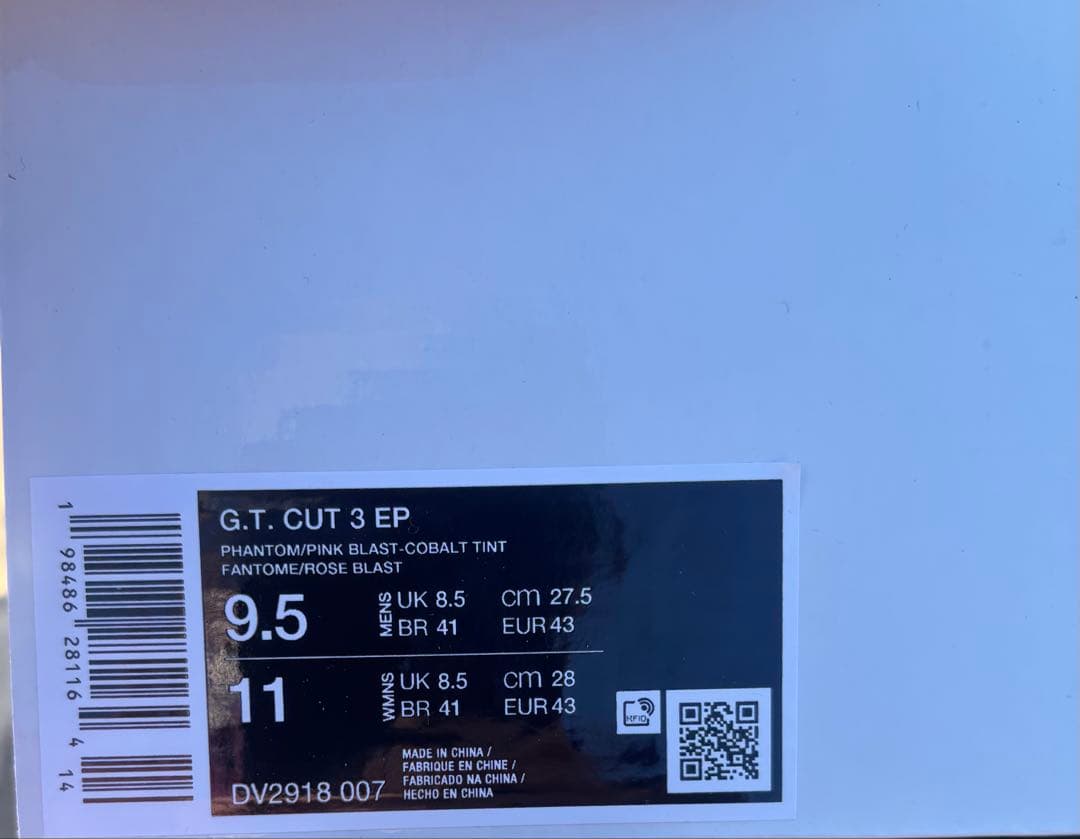 G.T. CUT 3 EP
PHANTOM/PINK BLAST-COBALT TINT
FANTOME/ROSE BLAST
9.5
MENS
UK 8.5 cm 27.5
BR 41 EUR 43
11
WMNS
UK 8.5 cm 28
BR 41 EUR 43
RFID
MADE IN CHINA /
FABRIQUE EN CHINE /
FABRICADO NA CHINA /
HECHO EN CHINA
DV2918 007
1 98486 28116 4 14